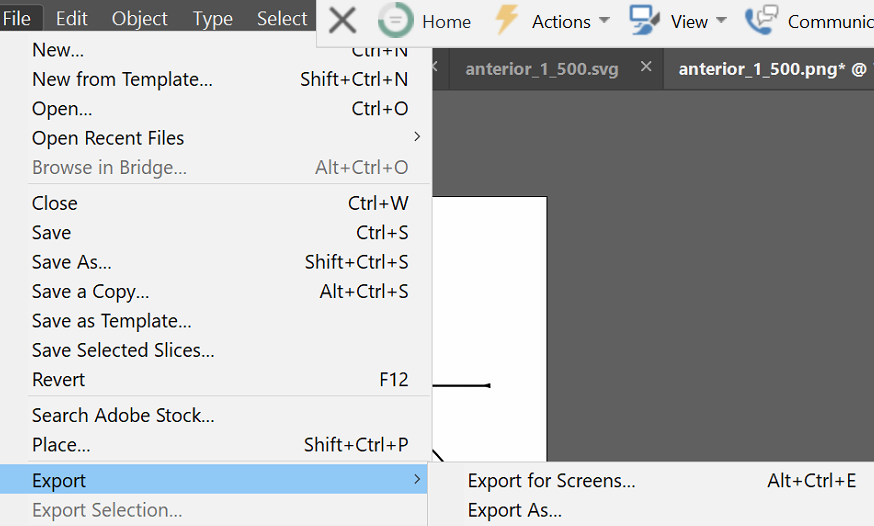 File Edit Object Type Select Home Actions View Communic
New... Ctrl+N
New from Template... Shift+Ctrl+N
anterior_1_500.svg × anterior_1_500.png* @
Open... Ctrl+O
Open Recent Files >
Browse in Bridge... Alt+Ctrl+O
Close Ctrl+W
Save Ctrl+S
Save As... Shift+Ctrl+S
Save a Copy... Alt+Ctrl+S
Save as Template...
Save Selected Slices...
Revert F12
Search Adobe Stock...
Place... Shift+Ctrl+P
Export >
Export for Screens... Alt+Ctrl+E
Export Selection...
Export As...